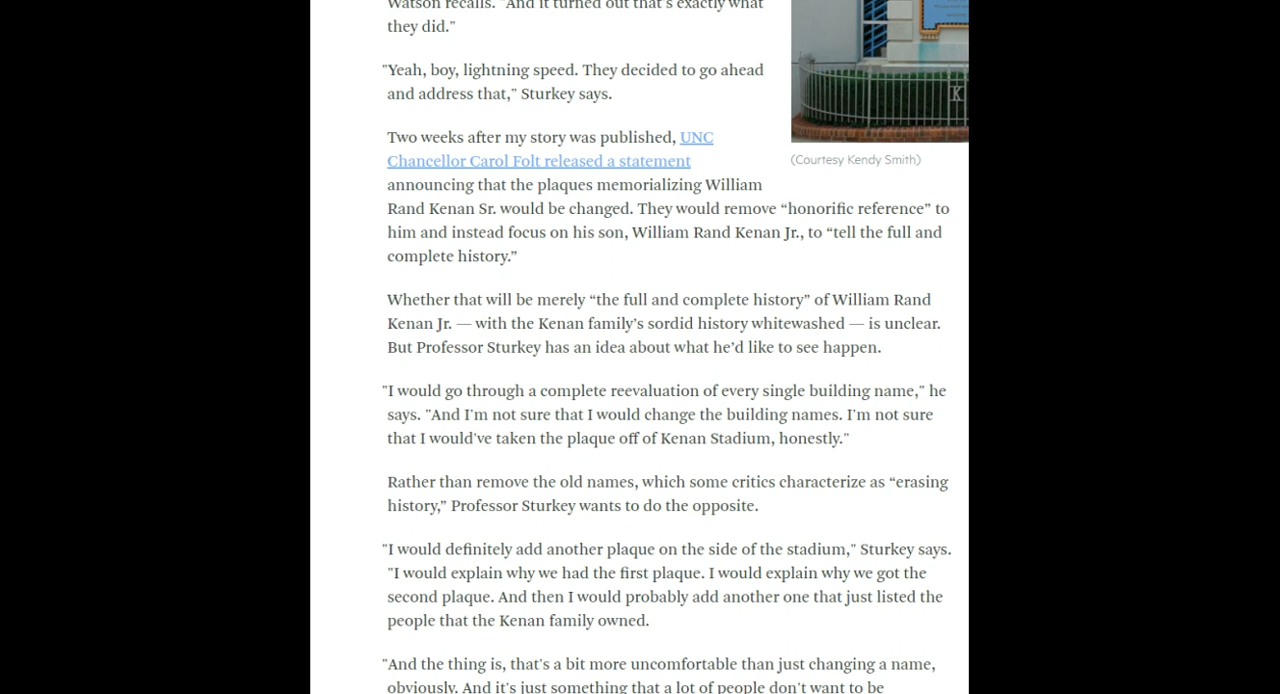 Watson recalls. "And it turned out that's exactly what
they did."
"Yeah, boy, lightning speed. They decided to go ahead
and address that," Sturkey says.
Two weeks after my story was published, UNC
Chancellor Carol Folt released a statement
announcing that the plaques memorializing William
Rand Kenan Sr. would be changed. They would remove “honorific reference” to
him and instead focus on his son, William Rand Kenan Jr., to “tell the full and
complete history.”
(Courtesy Kendy Smith)
Whether that will be merely “the full and complete history” of William Rand
Kenan Jr. — with the Kenan family’s sordid history whitewashed — is unclear.
But Professor Sturkey has an idea about what he’d like to see happen.
"I would go through a complete reevaluation of every single building name," he
says. "And I'm not sure that I would change the building names. I'm not sure
that I would've taken the plaque off of Kenan Stadium, honestly."
Rather than remove the old names, which some critics characterize as “erasing
history,” Professor Sturkey wants to do the opposite.
"I would definitely add another plaque on the side of the stadium," Sturkey says.
"I would explain why we had the first plaque. I would explain why we got the
second plaque. And then I would probably add another one that just listed the
people that the Kenan family owned.
"And the thing is, that's a bit more uncomfortable than just changing a name,
obviously. And it's just something that a lot of people don't want to be
K